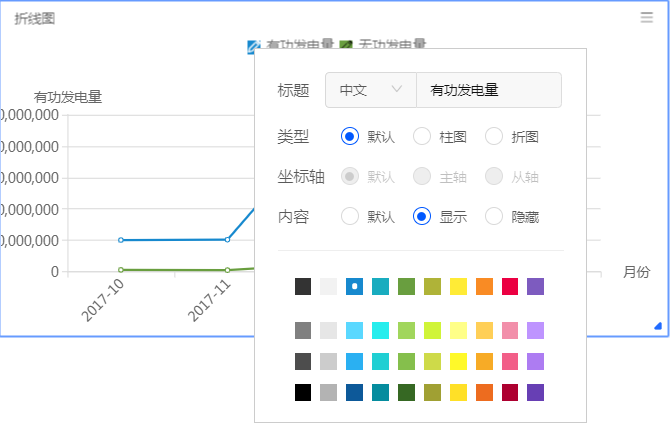 折线图
有功发电量 无功发电量
有功发电量
标题 中文 有功发电量
类型 默认 柱图 折图
坐标轴 默认 主轴 从轴
内容 默认 显示 隐藏
0,000,000
0,000,000
0,000,000
0,000,000
0,000,000
0
月份
2017-10
2017-11